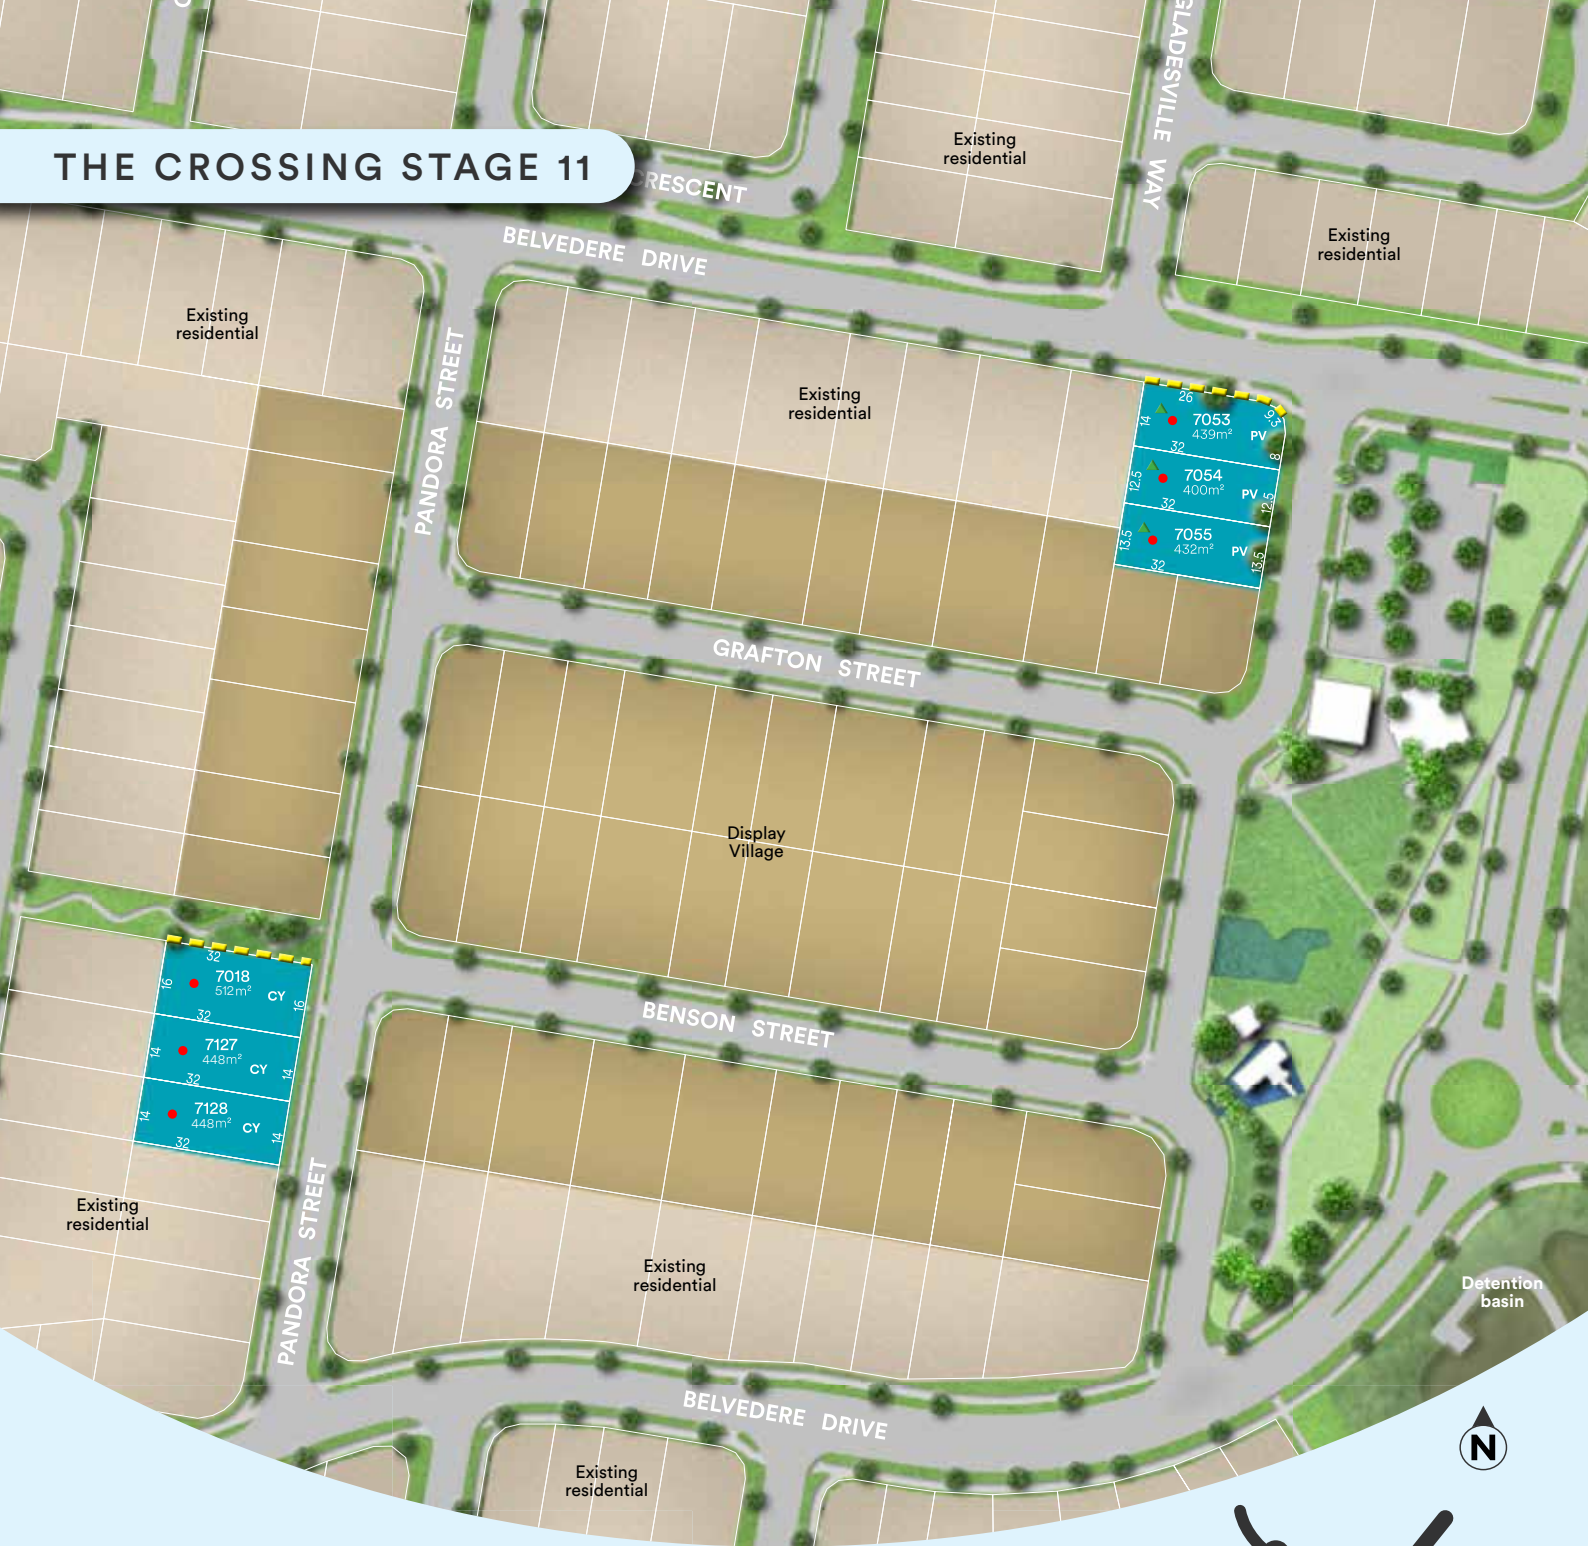 GLADESVILLE WAY
Existing
residential
THE CROSSING STAGE 11
CRESCENT
BELVEDERE DRIVE
Existing
residential
Existing
residential
PANDORA STREET
Existing
residential
26
9.3
14
7053
439m²
PV
8
32
7054
400m²
PV
12.5
12.5
32
7055
432m²
PV
13.5
13.5
32
GRAFTON STREET
Display
Village
32
7018
512m²
CY
16
16
32
7127
448m²
CY
14
14
32
7128
448m²
CY
14
14
32
BENSON STREET
Existing
residential
PANDORA STREET
Existing
residential
Detention
basin
BELVEDERE DRIVE
Existing
residential
N